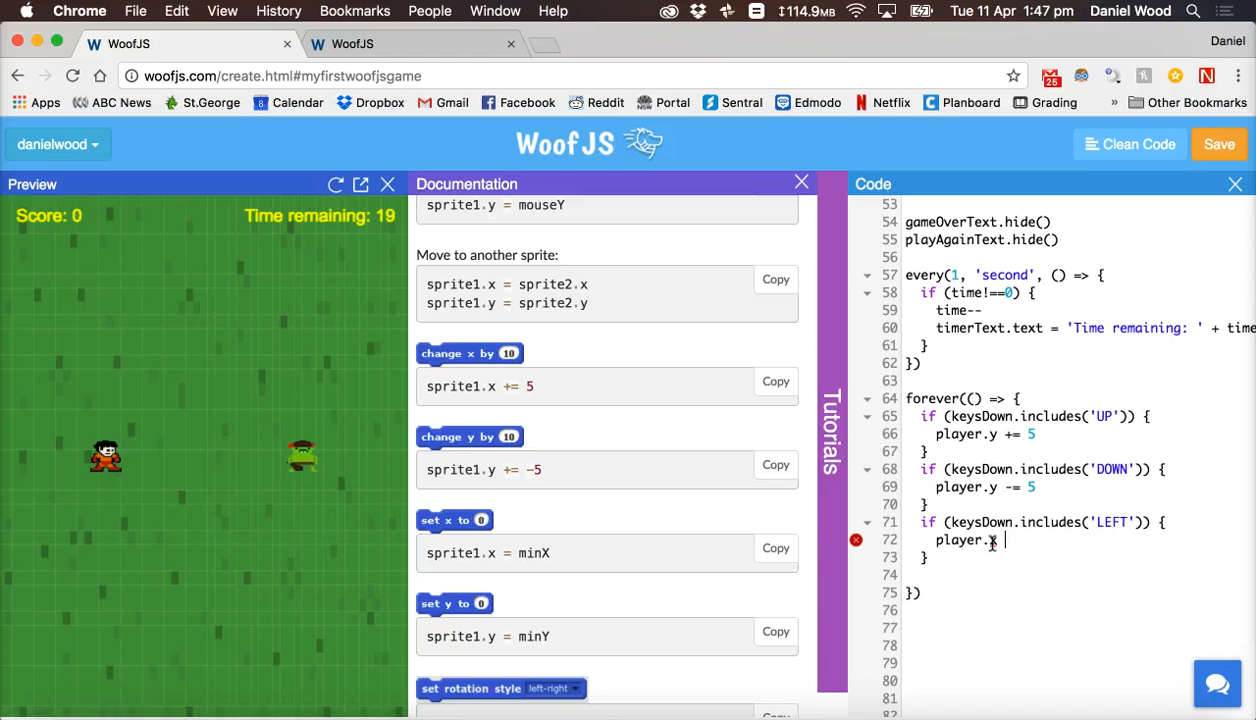 Chrome File Edit View History Bookmarks People Window Help 114.9MB Tue 11 Apr 1:47 pm Daniel Wood
W WoofJS × W WoofJS × Daniel
woofjs.com/create.html#myfirstwoofjsgame 25 N
Apps ABC News St.George 8 Calendar Dropbox Gmail Facebook Reddit Portal Sentral Edmodo Netflix Planboard Grading » Other Bookmarks
danielwood WoofJS Clean Code Save
Preview
Score: 0 Time remaining: 19
Documentation
sprite1.y = mouseY
Move to another sprite:
sprite1.x = sprite2.x
sprite1.y = sprite2.y
Copy
change x by 10
sprite1.x += 5
Copy
change y by 10
sprite1.y += -5
Copy
set x to 0
sprite1.x = minX
Copy
set y to 0
sprite1.y = minY
Copy
set rotation style left-right
Tutorials
Code
53
54 gameOverText.hide()
55 playAgainText.hide()
56
57 every(1, 'second', () => {
58 if (time!==0) {
59 time--
60 timerText.text = 'Time remaining: ' + time
61 }
62 })
63
64 forever(() => {
65 if (keysDown.includes('UP')) {
66 player.y += 5
67 }
68 if (keysDown.includes('DOWN')) {
69 player.y -= 5
70 }
71 if (keysDown.includes('LEFT')) {
72 player.x
73 }
74
75 })
76
77
78
79
80
81
82